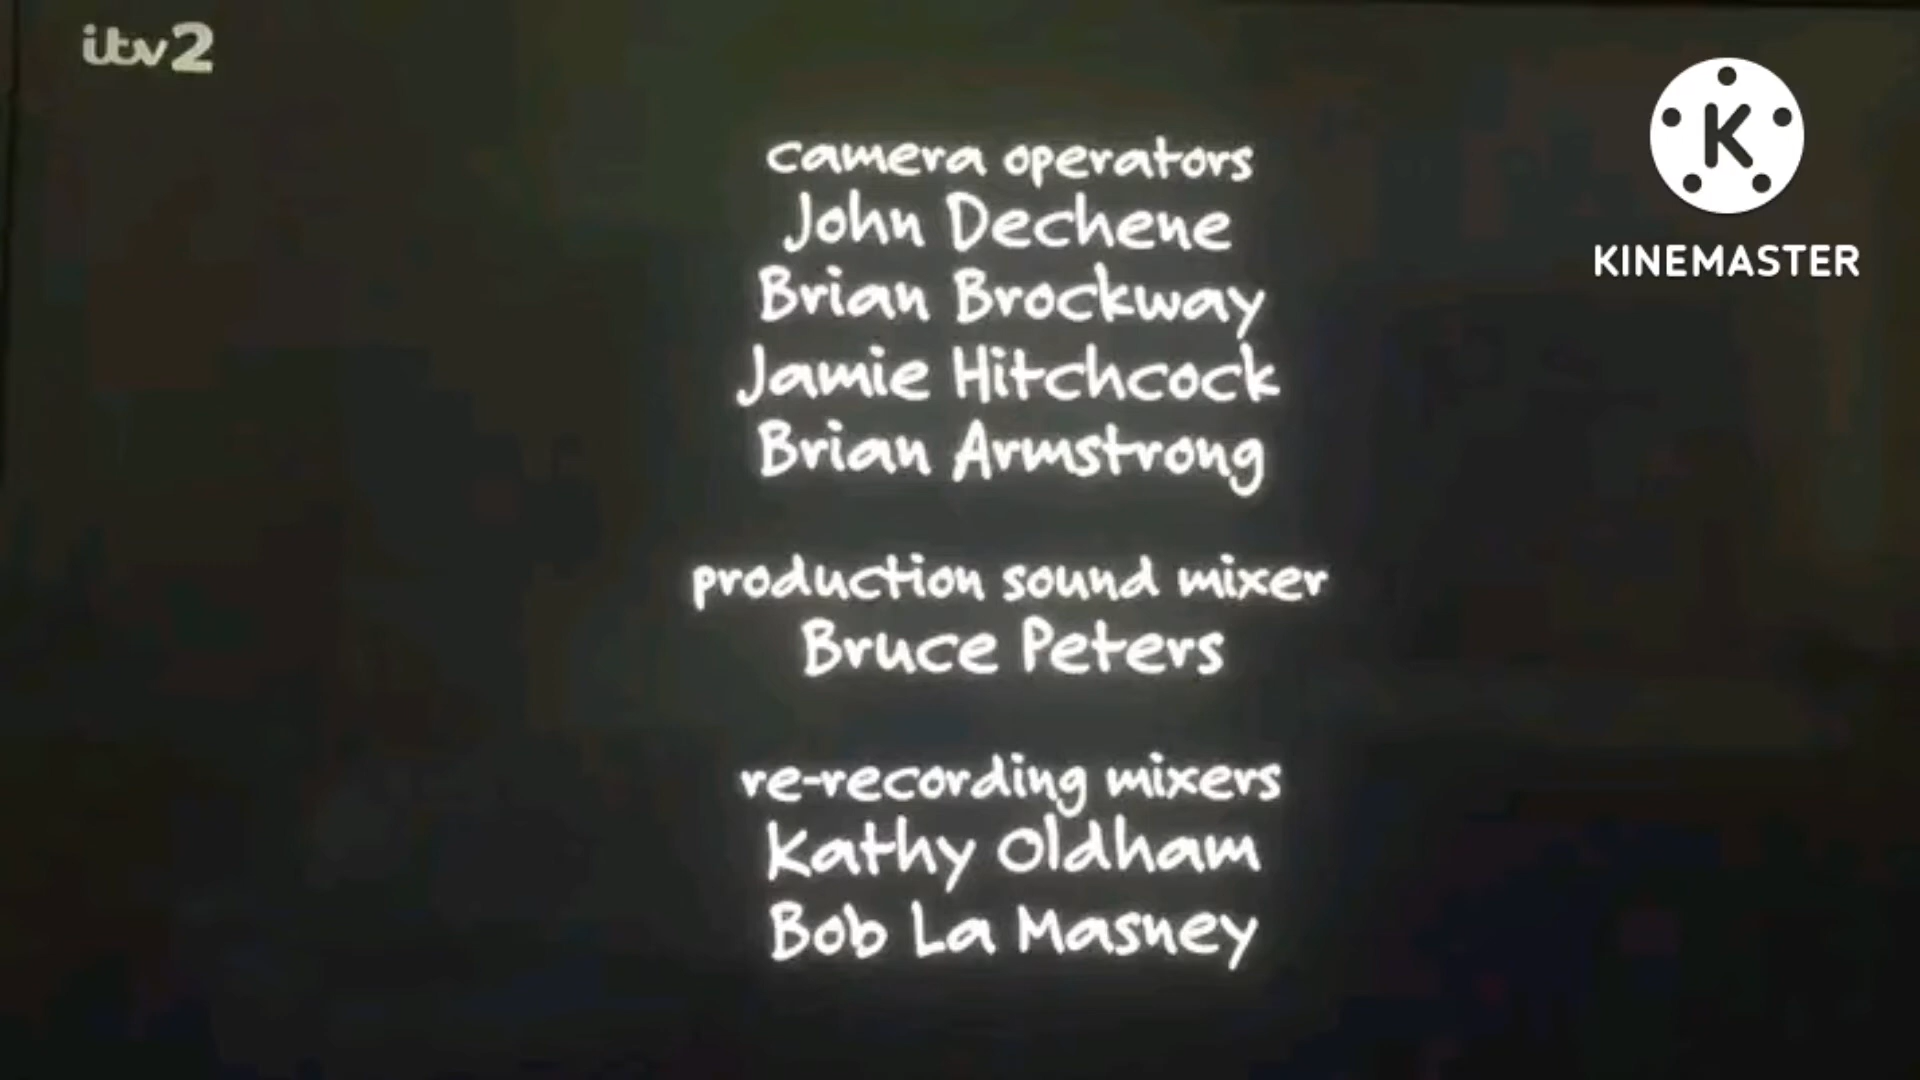 itv2
K
KINEMASTER
camera operators
John Dechene
Brian Brockway
Jamie Hitchcock
Brian Armstrong
production sound mixer
Bruce Peters
re-recording mixers
Kathy Oldham
Bob La Masney